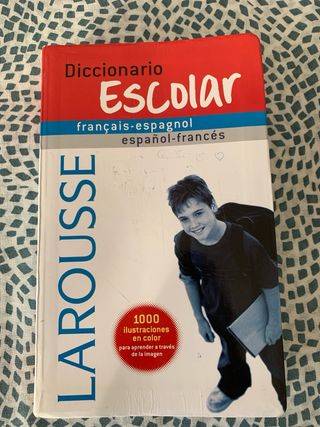 Diccionario
Escolar
français-espagnol
español-francés
LAROUSSE
1000
ilustraciones
en color
para aprender a través
de la imagen